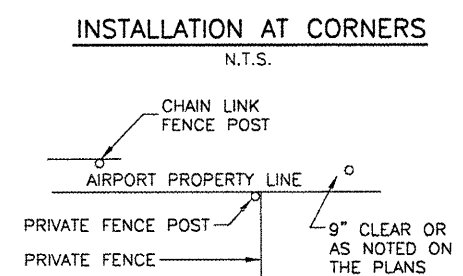 INSTALLATION AT CORNERS
N.T.S.
CHAIN LINK
FENCE POST
AIRPORT PROPERTY LINE
PRIVATE FENCE POST
PRIVATE FENCE
9" CLEAR OR
AS NOTED ON
THE PLANS